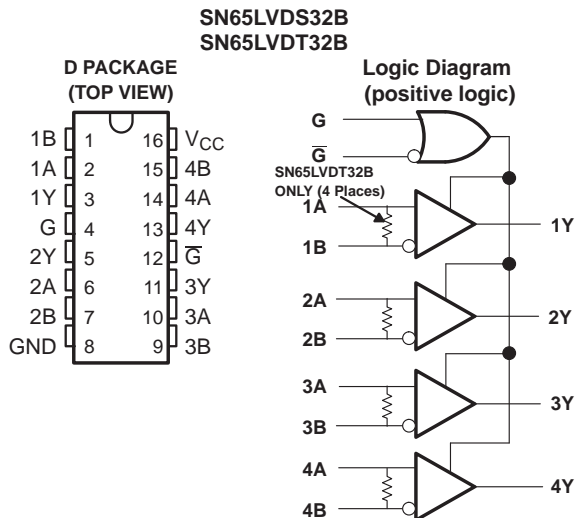 SN65LVDS32B
SN65LVDT32B
D PACKAGE
(TOP VIEW)
1B 1 16 VCC
1A 2 15 4B
1Y 3 14 4A
G 4 13 4Y
2Y 5 12 G̅
2A 6 11 3Y
2B 7 10 3A
GND 8 9 3B
Logic Diagram
(positive logic)
G
G̅
SN65LVDT32B
ONLY (4 Places)
1A
1Y
1B
2A
2Y
2B
3A
3Y
3B
4A
4Y
4B